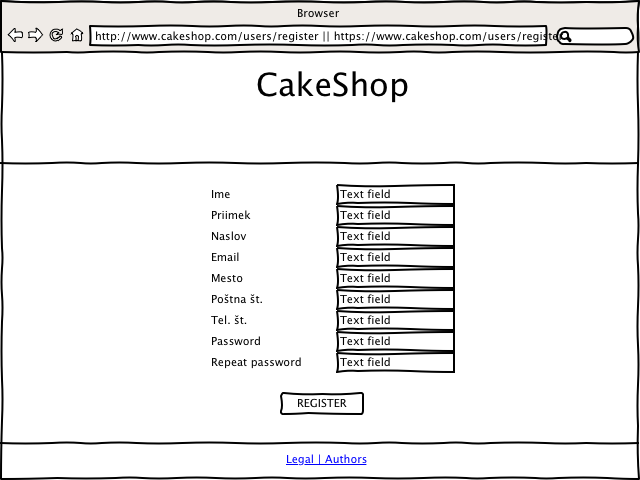 Browser
http://www.cakeshop.com/users/register || https://www.cakeshop.com/users/register
CakeShop
Ime Text field
Priimek Text field
Naslov Text field
Email Text field
Mesto Text field
Poštna št. Text field
Tel. št. Text field
Password Text field
Repeat password Text field
REGISTER
Legal | Authors